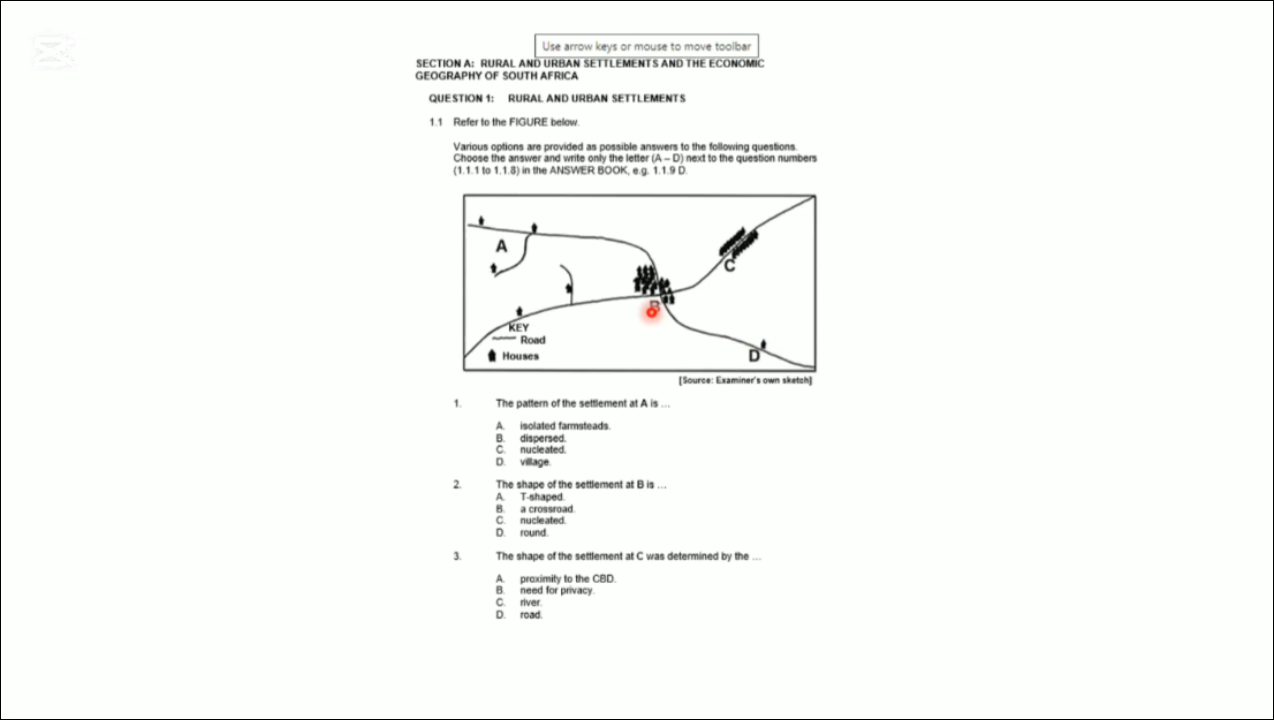 Use arrow keys or mouse to move toolbar
SECTION A: RURAL AND URBAN SETTLEMENTS AND THE ECONOMIC
GEOGRAPHY OF SOUTH AFRICA
QUESTION 1: RURAL AND URBAN SETTLEMENTS
1.1 Refer to the FIGURE below.
Various options are provided as possible answers to the following questions.
Choose the answer and write only the letter (A – D) next to the question numbers
(1.1.1 to 1.1.8) in the ANSWER BOOK, e.g. 1.1.9 D.
A
C
B
KEY
Road
Houses
D
[Source: Examiner's own sketch]
1. The pattern of the settlement at A is ...
A. isolated farmsteads.
B. dispersed.
C. nucleated.
D. village.
2. The shape of the settlement at B is ...
A. T-shaped.
B. a crossroad.
C. nucleated.
D. round.
3. The shape of the settlement at C was determined by the ...
A. proximity to the CBD.
B. need for privacy.
C. river.
D. road.